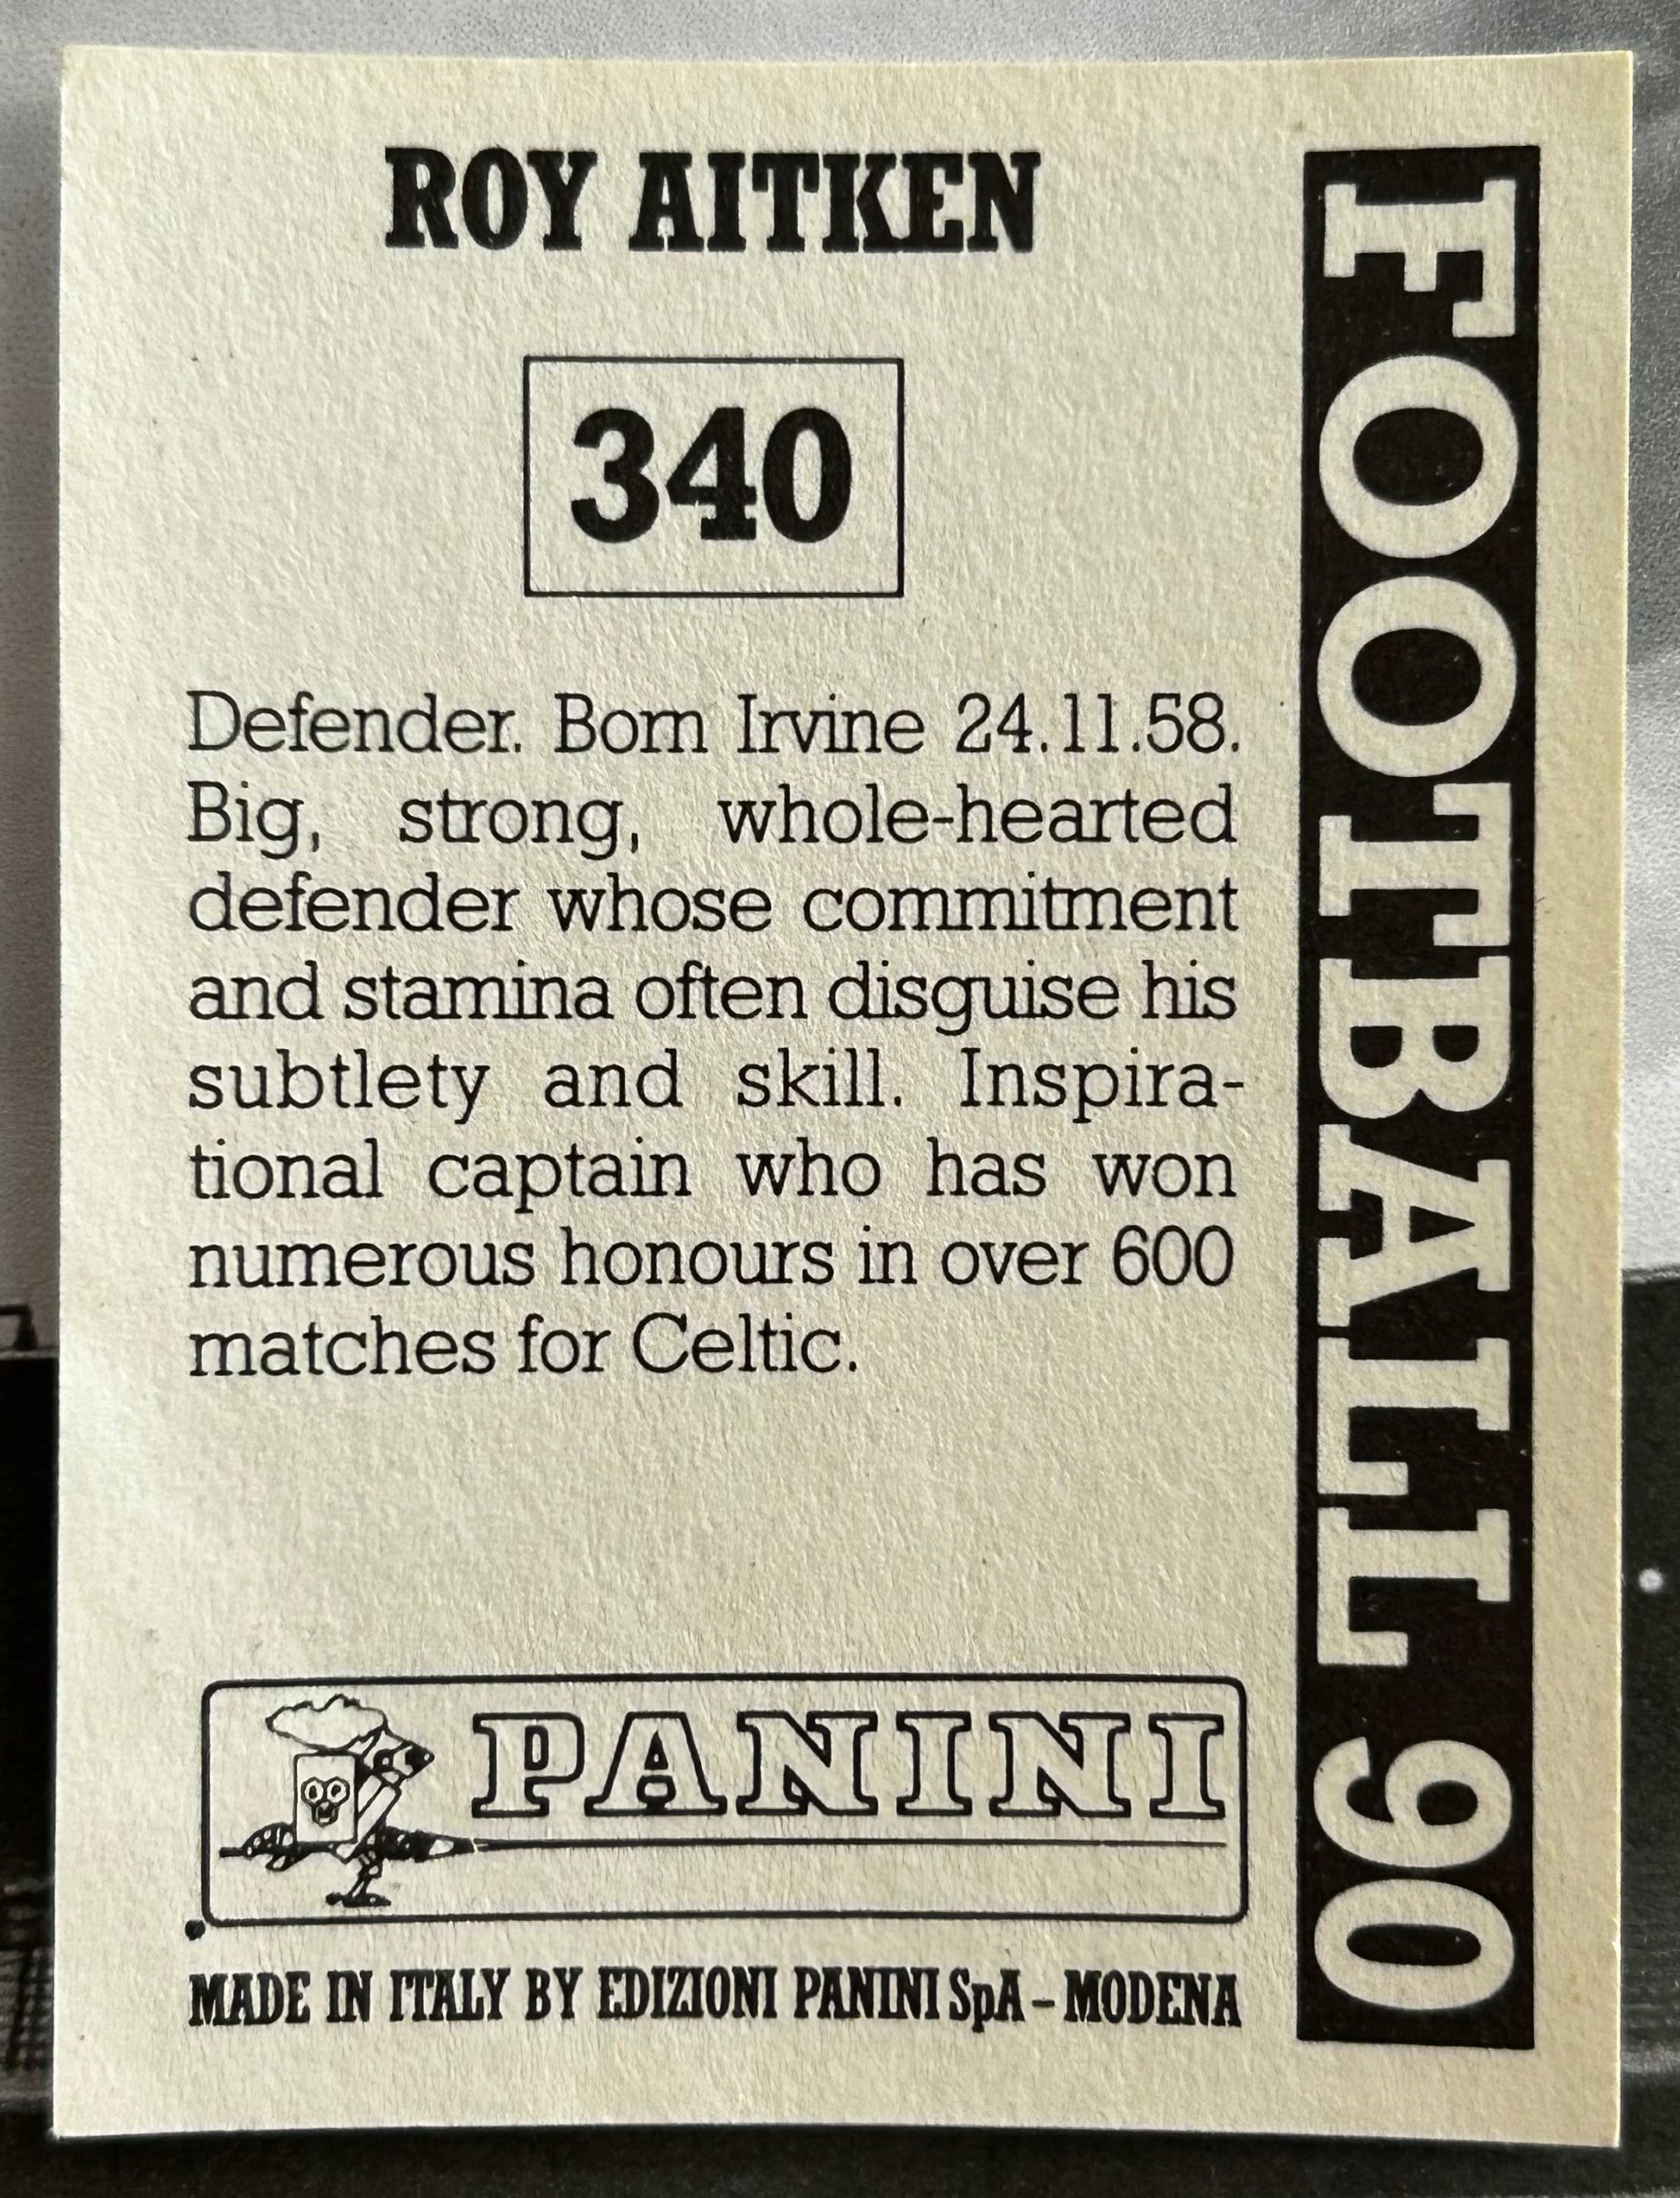 ROY AITKEN
340
Defender. Born Irvine 24.11.58.
Big, strong, whole-hearted
defender whose commitment
and stamina often disguise his
subtlety and skill. Inspira-
tional captain who has won
numerous honours in over 600
matches for Celtic.
PANINI
MADE IN ITALY BY EDIZIONI PANINI SpA – MODENA
FOOTBALL 90